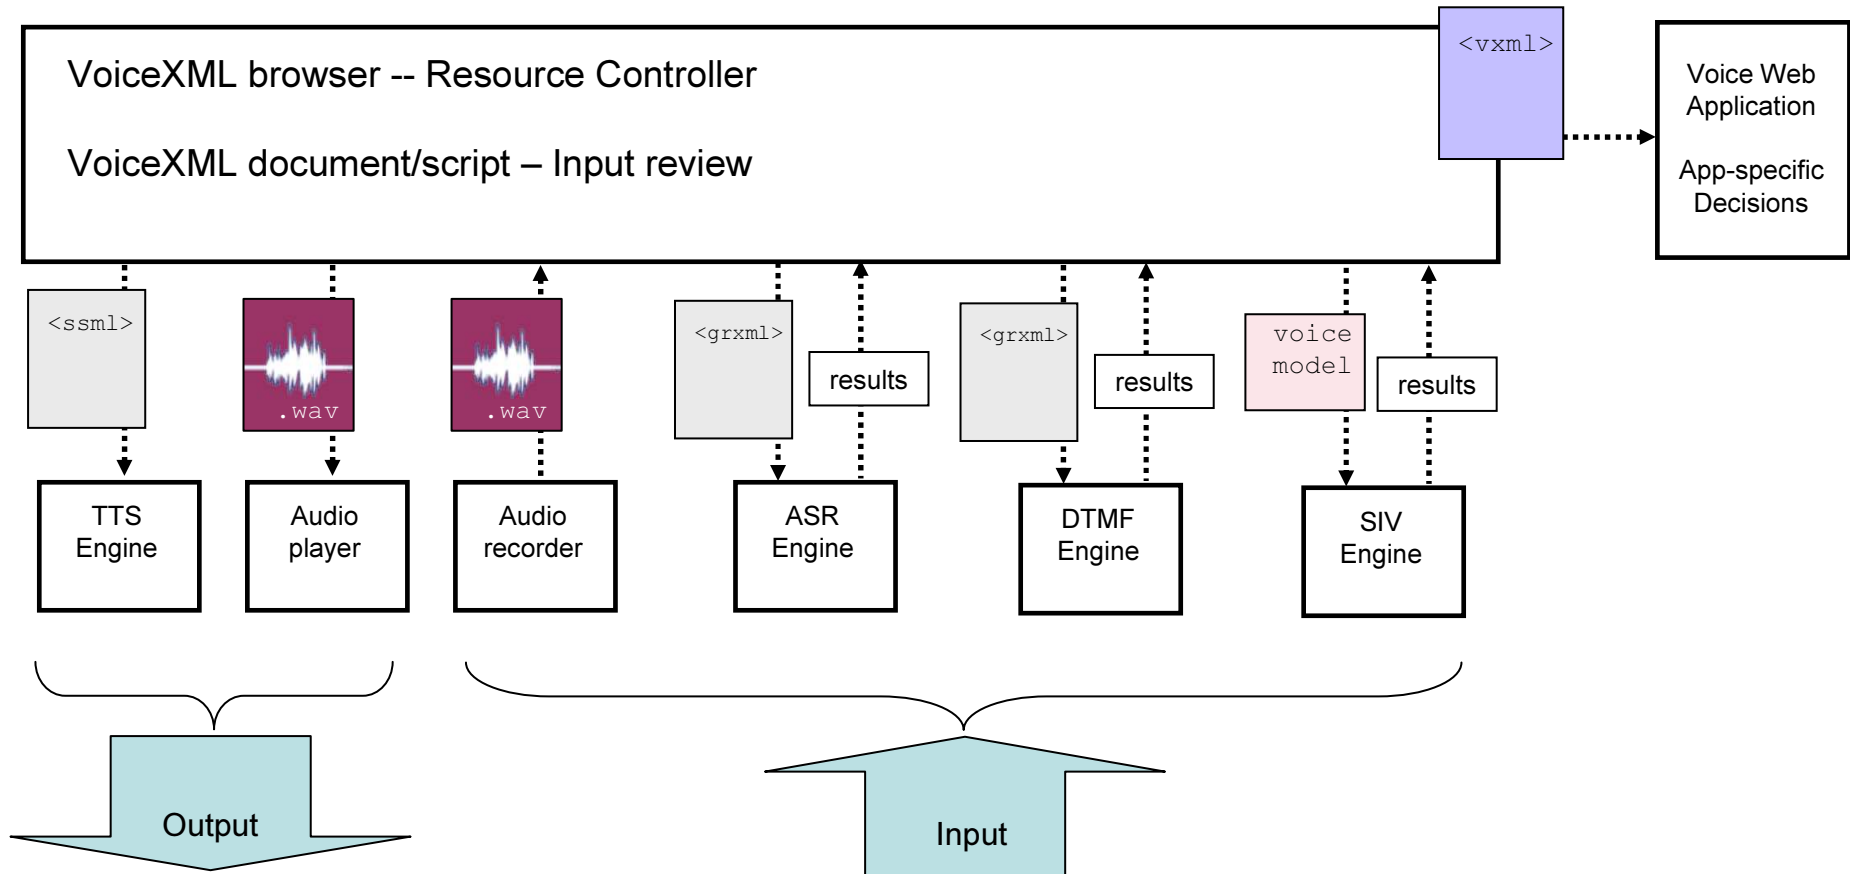 VoiceXML browser -- Resource Controller
VoiceXML document/script – Input review
<vxml>
Voice Web
Application
App-specific
Decisions
<ssml>
.wav
.wav
<grxml>
results
<grxml>
results
voice
model
results
TTS
Engine
Audio
player
Audio
recorder
ASR
Engine
DTMF
Engine
SIV
Engine
Output
Input